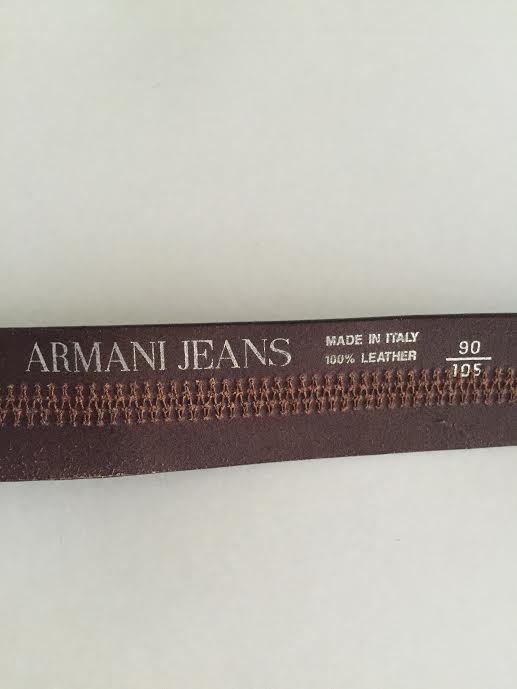 ARMANI JEANS
MADE IN ITALY
100% LEATHER
90
105